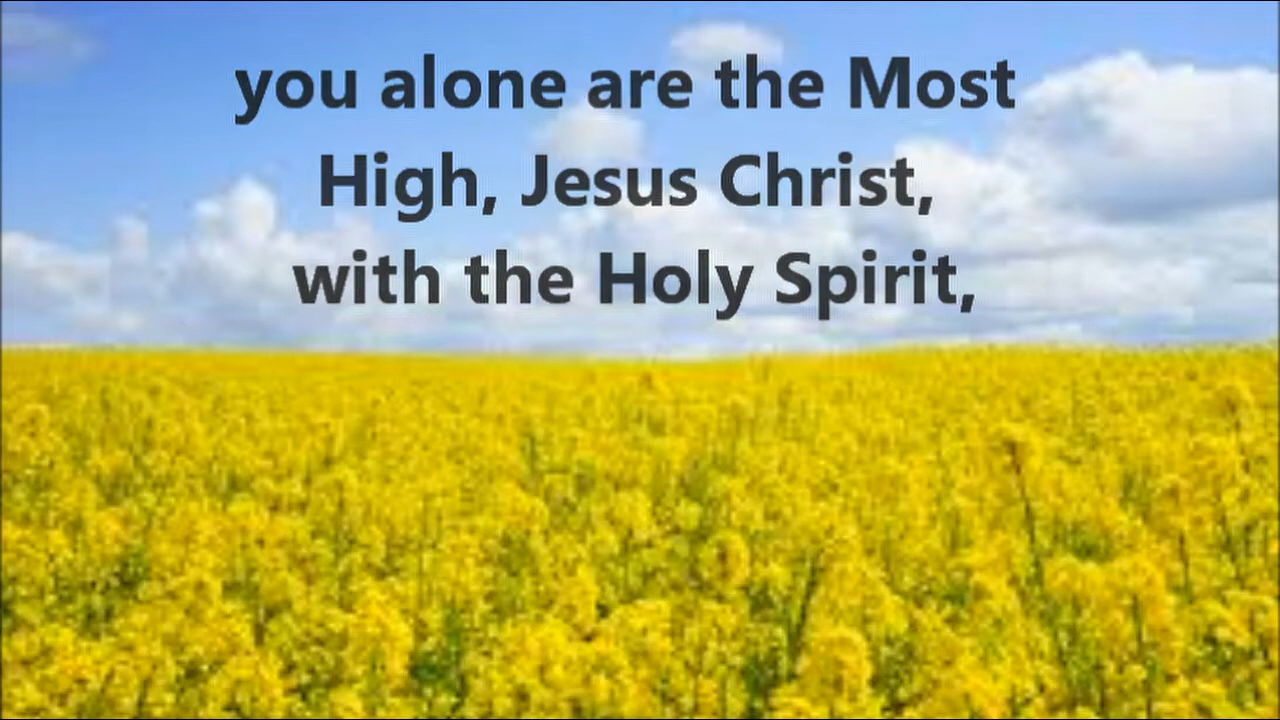 you alone are the Most
High, Jesus Christ,
with the Holy Spirit,